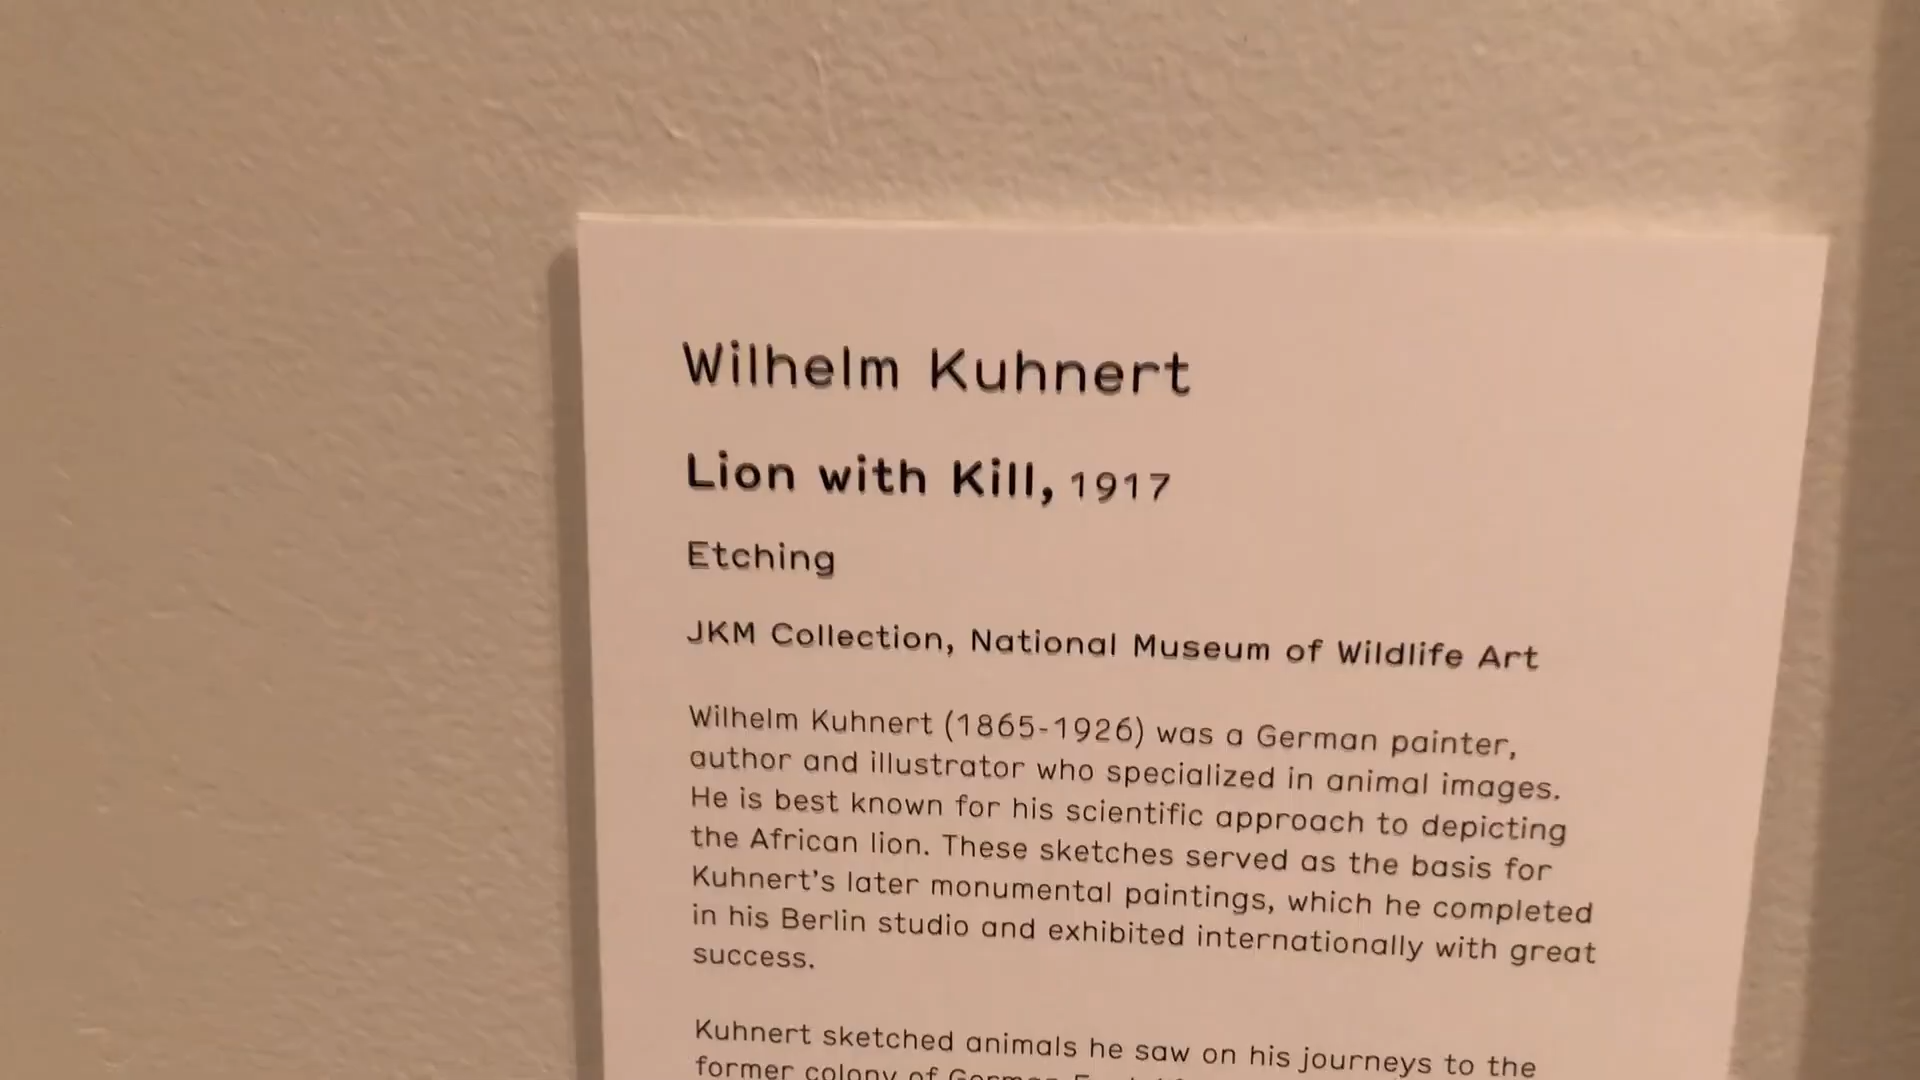 Wilhelm Kuhnert
Lion with Kill, 1917
Etching
JKM Collection, National Museum of Wildlife Art
Wilhelm Kuhnert (1865-1926) was a German painter,
author and illustrator who specialized in animal images.
He is best known for his scientific approach to depicting
the African lion. These sketches served as the basis for
Kuhnert’s later monumental paintings, which he completed
in his Berlin studio and exhibited internationally with great
success.
Kuhnert sketched animals he saw on his journeys to the
former colony of German